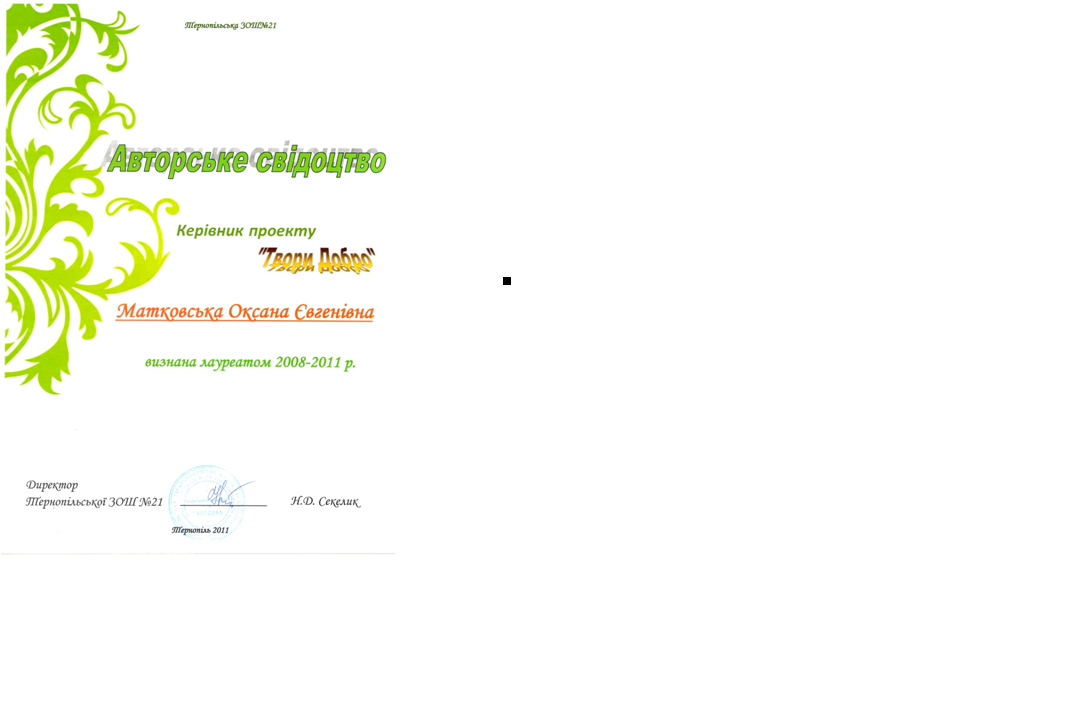 Тернопільська ЗОШ№21
Авторське свідоцтво
Керівник проекту
"Твори Добро"
Матковська Оксана Євгенівна
визнана лауреатом 2008-2011 р.
Директор
Тернопільської ЗОШ №21
Н.Д. Секелик
Тернопіль 2011